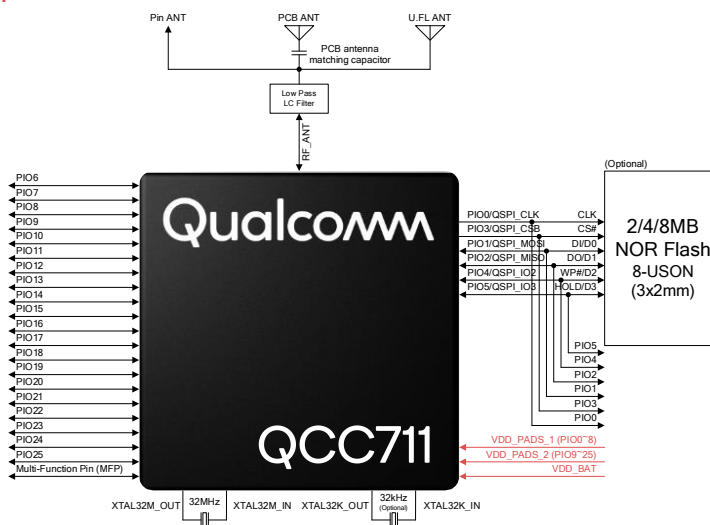 Pin ANT
PCB ANT
U.FL ANT
PCB antenna
matching capacitor
Low Pass
LC Filter
RF_ANT
(Optional)
PIO6
PIO7
PIO8
PIO9
PIO10
PIO11
PIO12
PIO13
PIO14
PIO15
PIO16
PIO17
PIO18
PIO19
PIO20
PIO21
PIO22
PIO23
PIO24
PIO25
Multi-Function Pin (MFP)
Qualcomm
QCC711
PIO0/QSPI_CLK CLK
PIO3/QSPI_CSB CS#
PIO1/QSPI_MOSI DI/D0
PIO2/QSPI_MISO DO/D1
PIO4/QSPI_IO2 WP#/D2
PIO5/QSPI_IO3 HOLD/D3
2/4/8MB
NOR Flash
8-USON
(3x2mm)
PIO5
PIO4
PIO2
PIO1
PIO3
PIO0
VDD_PADS_1 (PIO0~8)
VDD_PADS_2 (PIO9~25)
VDD_BAT
XTAL32M_OUT
32MHz
XTAL32M_IN
XTAL32K_OUT
32kHz
(Optional)
XTAL32K_IN